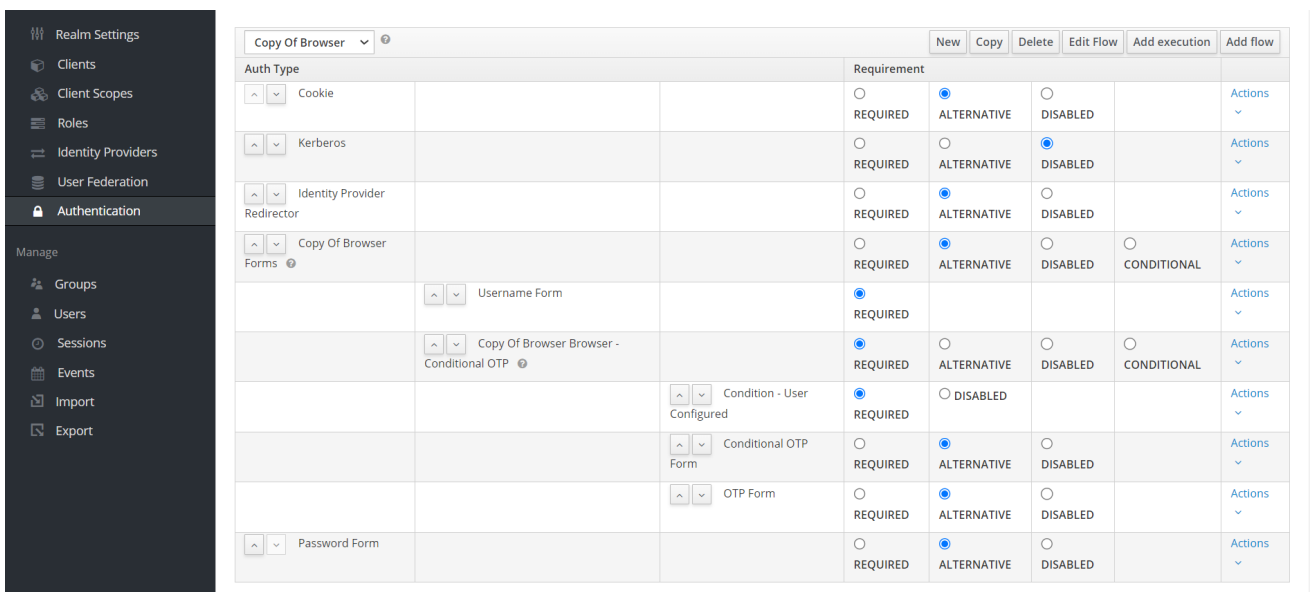 Realm Settings
Clients
Client Scopes
Roles
Identity Providers
User Federation
Authentication
Manage
Groups
Users
Sessions
Events
Import
Export
Copy Of Browser New Copy Delete Edit Flow Add execution Add flow
Auth Type Requirement
Cookie Actions
REQUIRED ALTERNATIVE DISABLED
Kerberos Actions
REQUIRED ALTERNATIVE DISABLED
Identity Provider Actions
Redirector REQUIRED ALTERNATIVE DISABLED
Copy Of Browser Actions
Forms REQUIRED ALTERNATIVE DISABLED CONDITIONAL
Username Form Actions
REQUIRED
Copy Of Browser Browser - Actions
Conditional OTP REQUIRED ALTERNATIVE DISABLED CONDITIONAL
Condition - User DISABLED Actions
Configured REQUIRED
Conditional OTP Actions
Form REQUIRED ALTERNATIVE DISABLED
OTP Form Actions
REQUIRED ALTERNATIVE DISABLED
Password Form Actions
REQUIRED ALTERNATIVE DISABLED